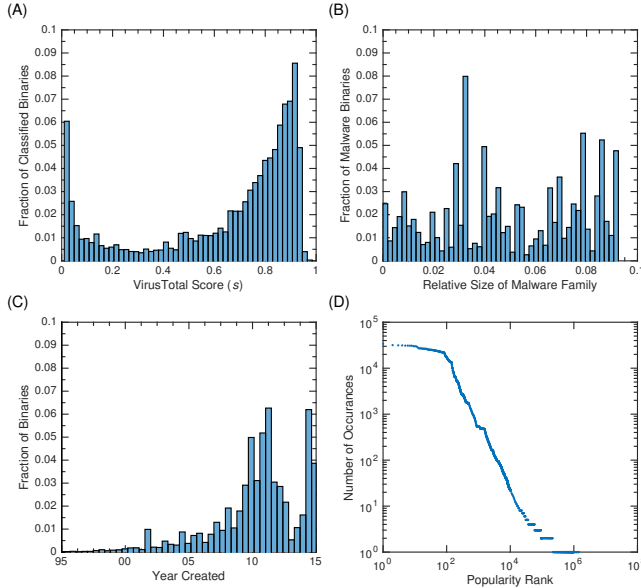 (A)
0.1
0.09
0.08
0.07
0.06
0.05
0.04
0.03
0.02
0.01
0
Fraction of Classified Binaries
0 0.2 0.4 0.6 0.8 1
VirusTotal Score (s)
(B)
0.1
0.09
0.08
0.07
0.06
0.05
0.04
0.03
0.02
0.01
0
Fraction of Malware Binaries
0 0.02 0.04 0.06 0.08 0.1
Relative Size of Malware Family
(C)
0.1
0.09
0.08
0.07
0.06
0.05
0.04
0.03
0.02
0.01
0
Fraction of Binaries
95 00 05 10 15
Year Created
(D)
10^5
10^4
10^3
10^2
10^1
10^0
Number of Occurances
10^0 10^2 10^4 10^6 10^8
Popularity Rank